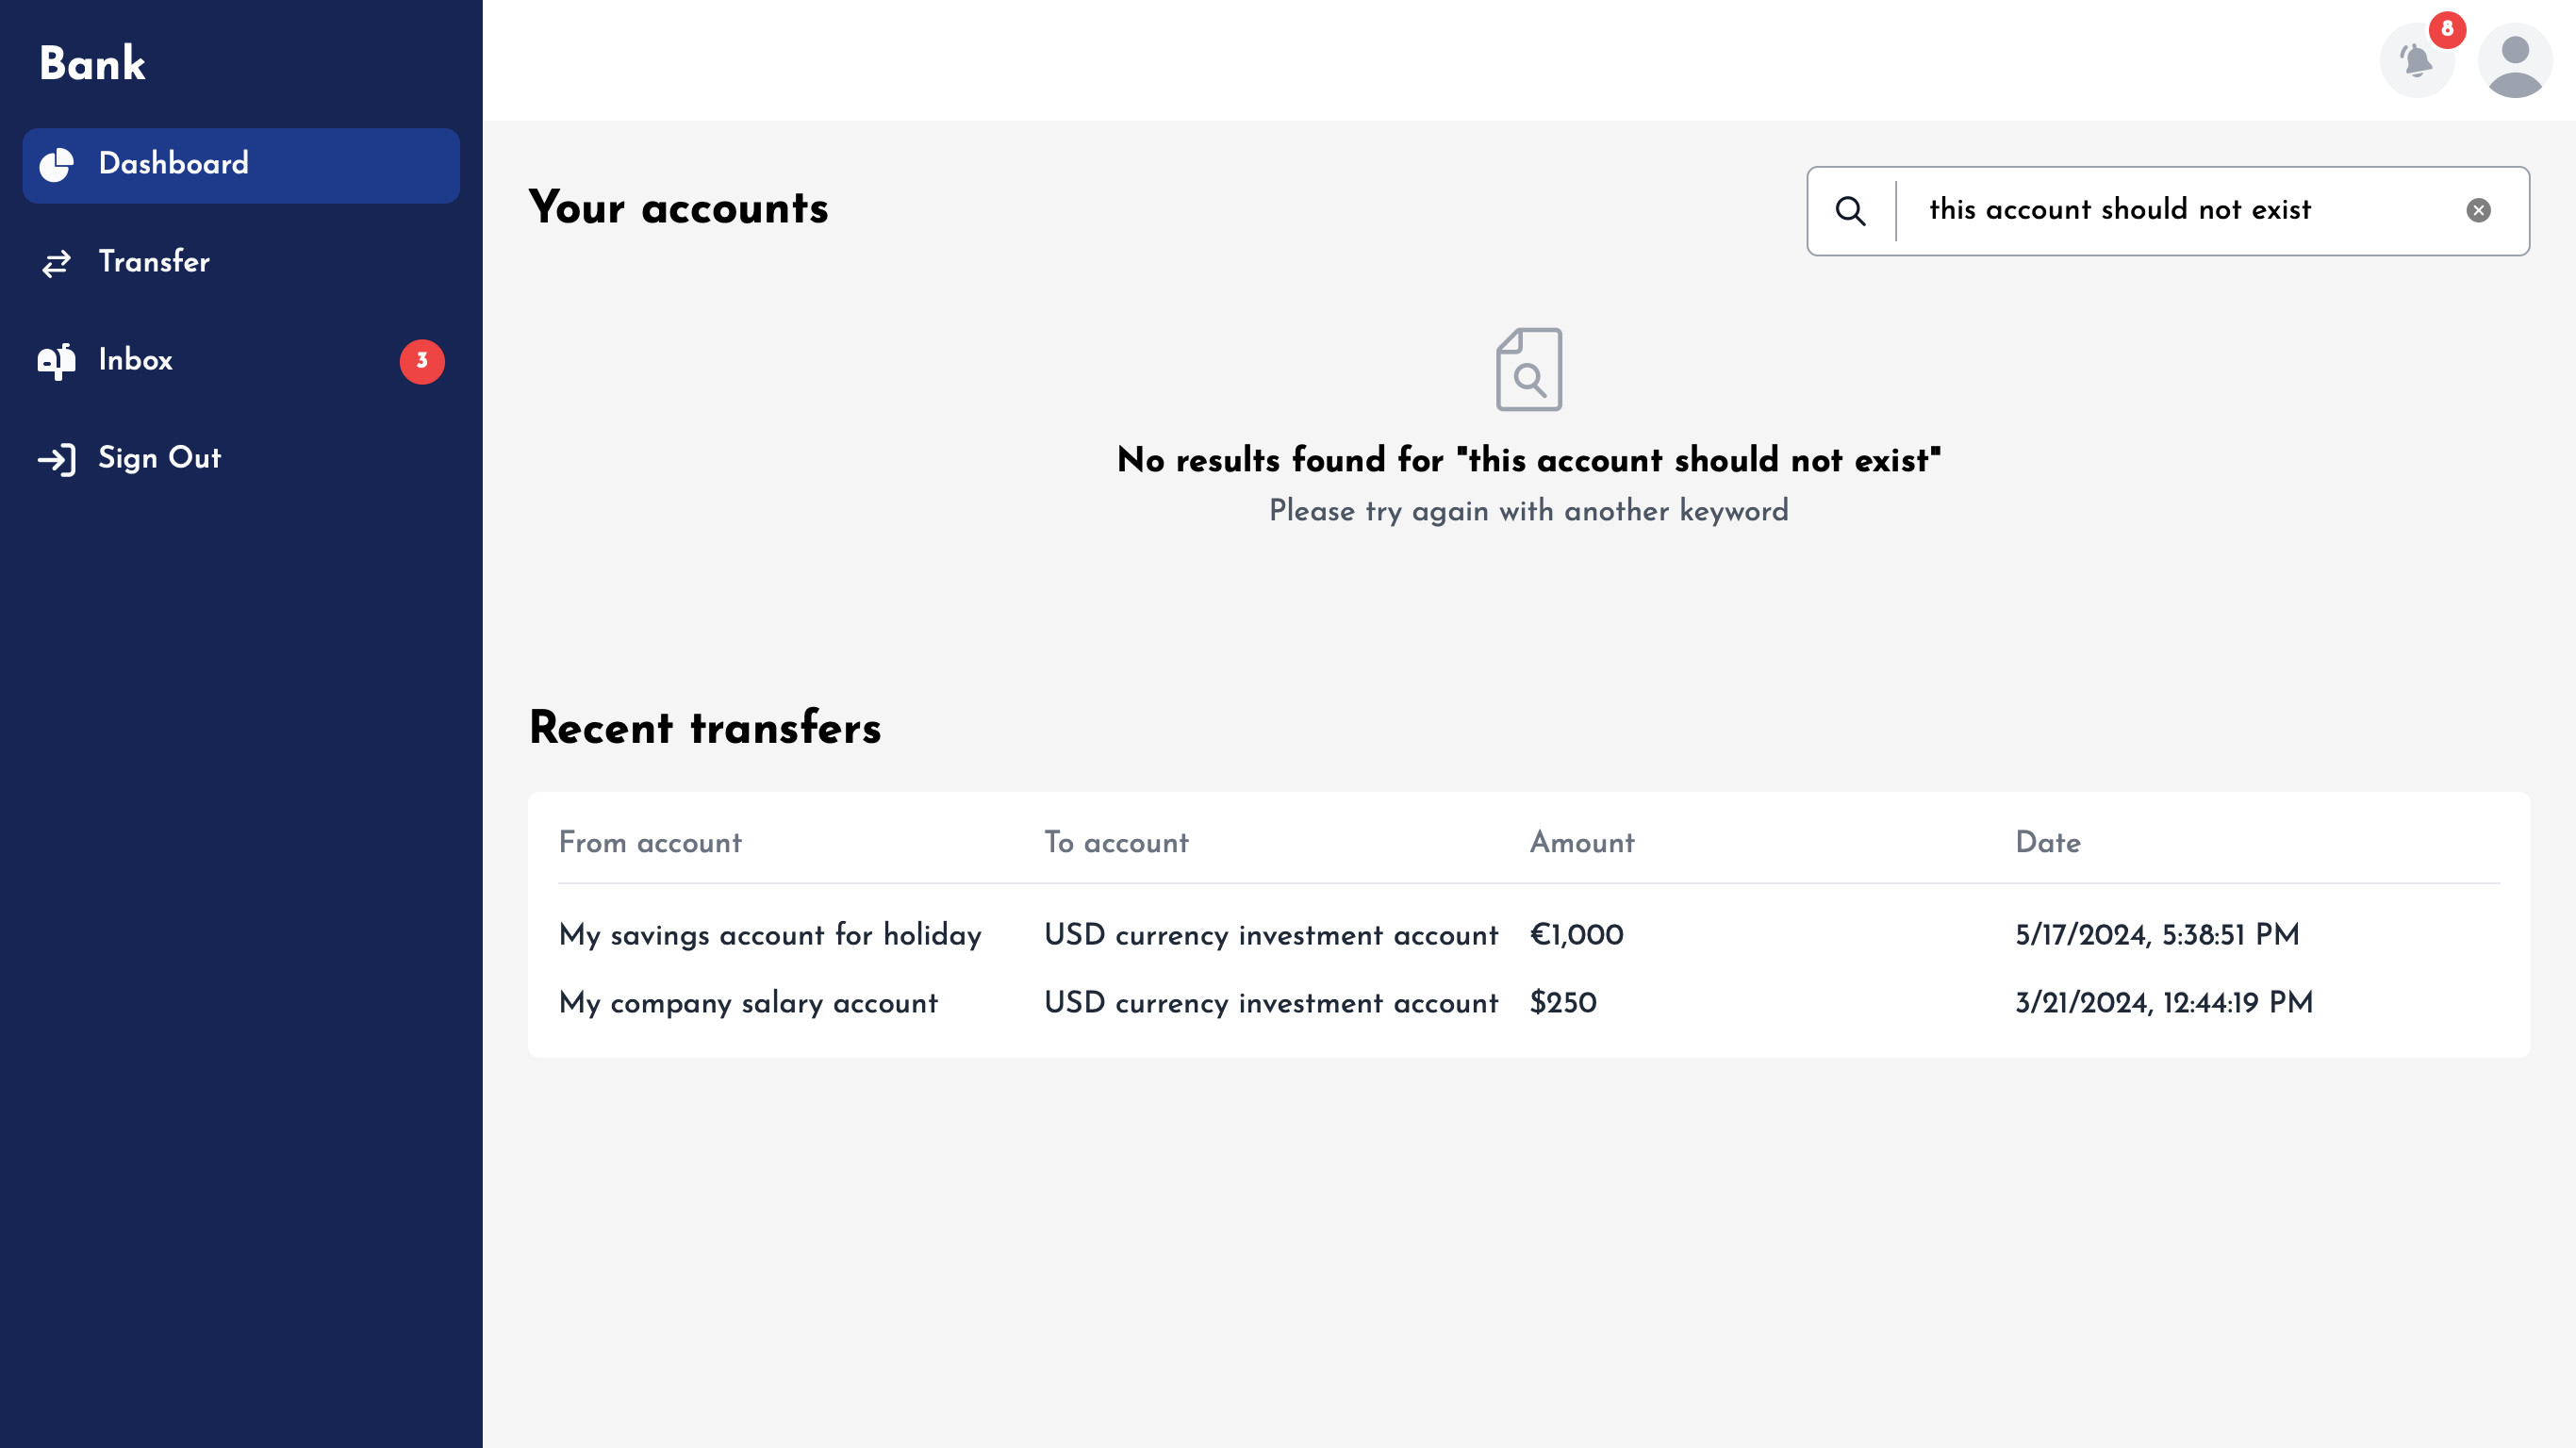 Bank
8
Dashboard
Transfer
Inbox 3
Sign Out
Your accounts
this account should not exist
No results found for "this account should not exist"
Please try again with another keyword
Recent transfers
From account To account Amount Date
My savings account for holiday USD currency investment account €1,000 5/17/2024, 5:38:51 PM
My company salary account USD currency investment account $250 3/21/2024, 12:44:19 PM